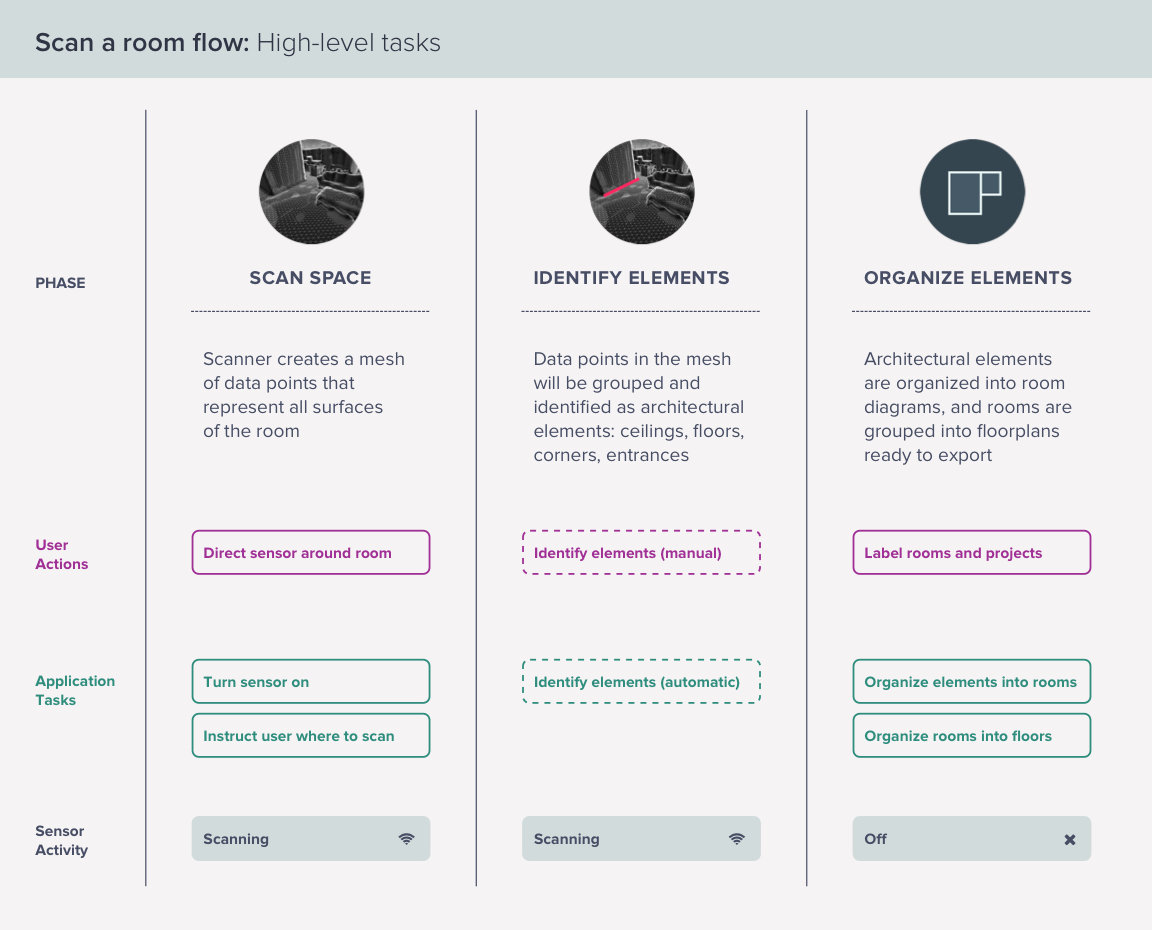 Scan a room flow: High-level tasks
PHASE
SCAN SPACE
Scanner creates a mesh
of data points that
represent all surfaces
of the room
IDENTIFY ELEMENTS
Data points in the mesh
will be grouped and
identified as architectural
elements: ceilings, floors,
corners, entrances
ORGANIZE ELEMENTS
Architectural elements
are organized into room
diagrams, and rooms are
grouped into floorplans
ready to export
User
Actions
Direct sensor around room
Identify elements (manual)
Label rooms and projects
Application
Tasks
Turn sensor on
Instruct user where to scan
Identify elements (automatic)
Organize elements into rooms
Organize rooms into floors
Sensor
Activity
Scanning
Scanning
Off